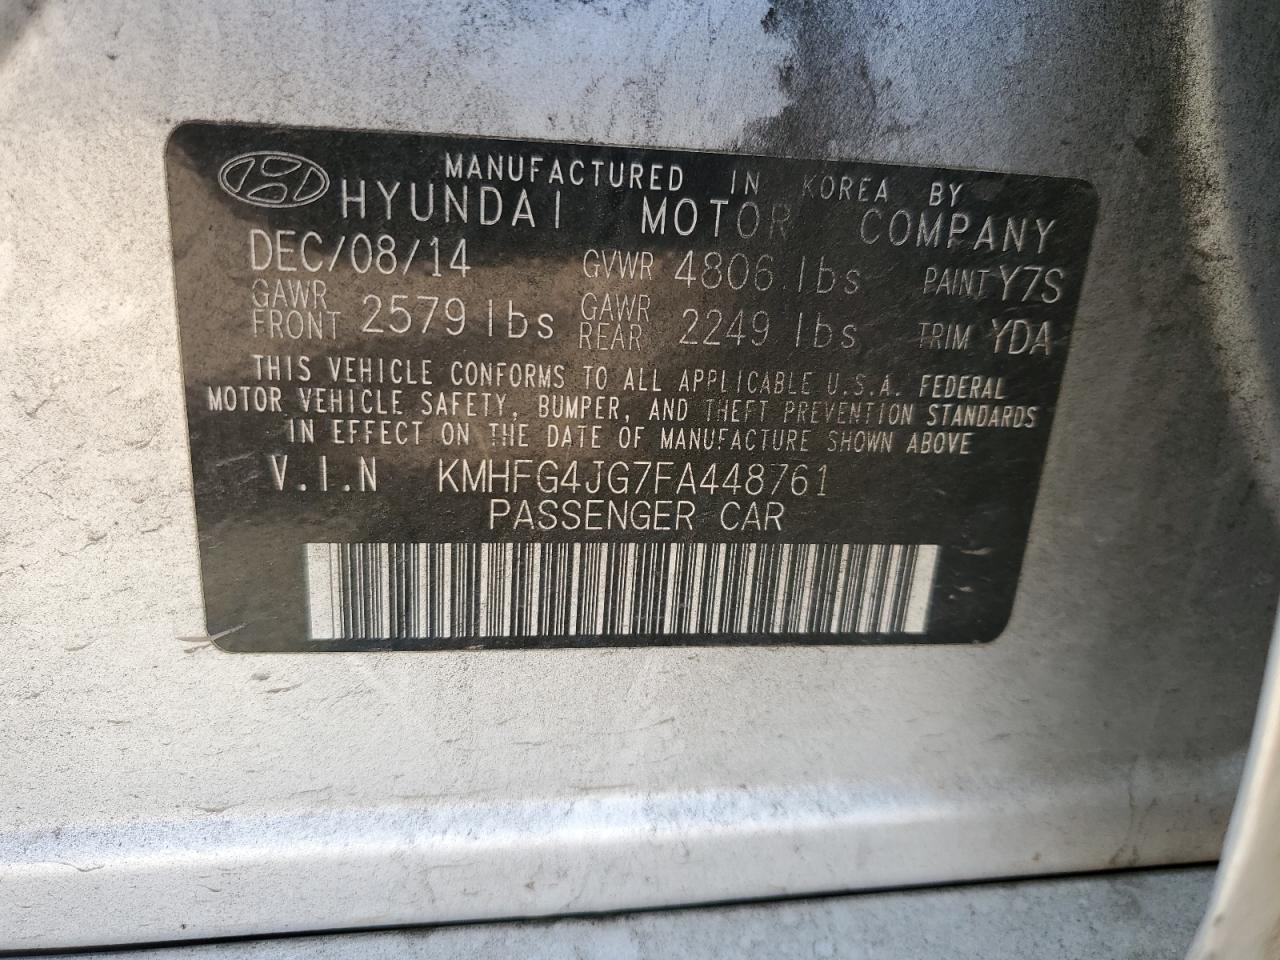 MANUFACTURED IN KOREA BY
HYUNDAI MOTOR COMPANY
DEC/08/14 GVWR 4806 lbs PAINT Y7S
GAWR FRONT 2579 lbs GAWR REAR 2249 lbs TRIM YDA
THIS VEHICLE CONFORMS TO ALL APPLICABLE U.S.A. FEDERAL
MOTOR VEHICLE SAFETY, BUMPER, AND THEFT PREVENTION STANDARDS
IN EFFECT ON THE DATE OF MANUFACTURE SHOWN ABOVE
V.I.N KMHFG4JG7FA448761
PASSENGER CAR